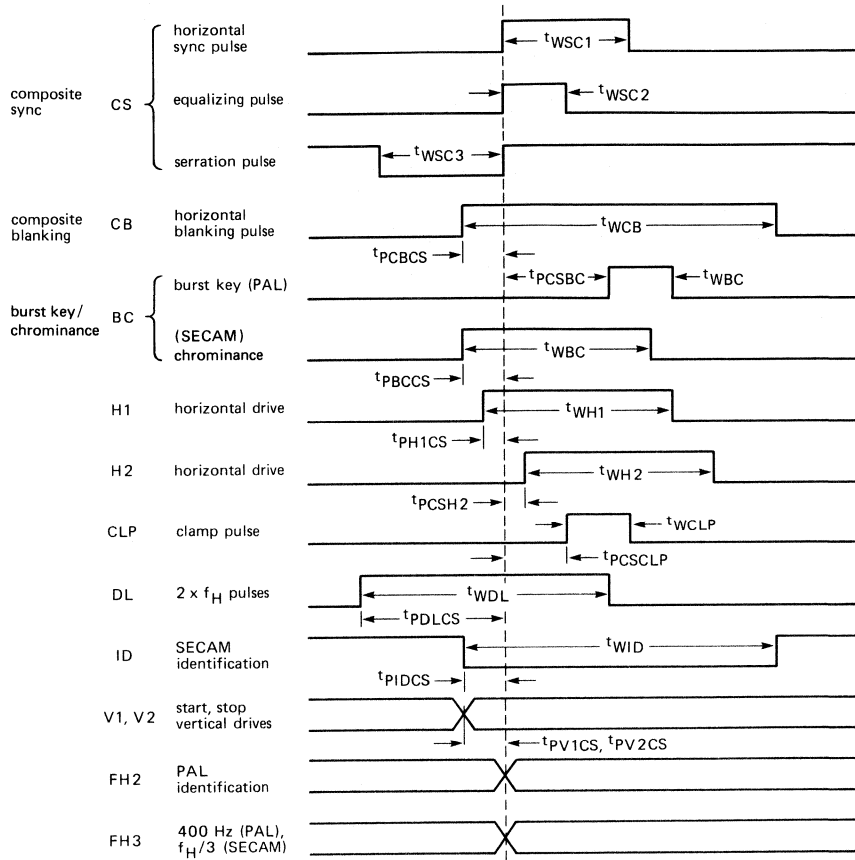 horizontal
sync pulse
tWSC1
composite
sync
CS
equalizing pulse
tWSC2
serration pulse
tWSC3
composite
blanking
CB
horizontal
blanking pulse
tWCB
tPCBCS
burst key/
chrominance
BC
burst key (PAL)
tPCSBC
tWBC
(SECAM)
chrominance
tWBC
tPBCCS
H1
horizontal drive
tWH1
tPH1CS
H2
horizontal drive
tWH2
tPCSH2
CLP
clamp pulse
tWCLP
tPCSCLP
DL
2 x fH pulses
tWDL
tPDLCS
ID
SECAM
identification
tWID
tPIDCS
V1, V2
start, stop
vertical drives
tPV1CS, tPV2CS
FH2
PAL
identification
FH3
400 Hz (PAL),
fH/3 (SECAM)